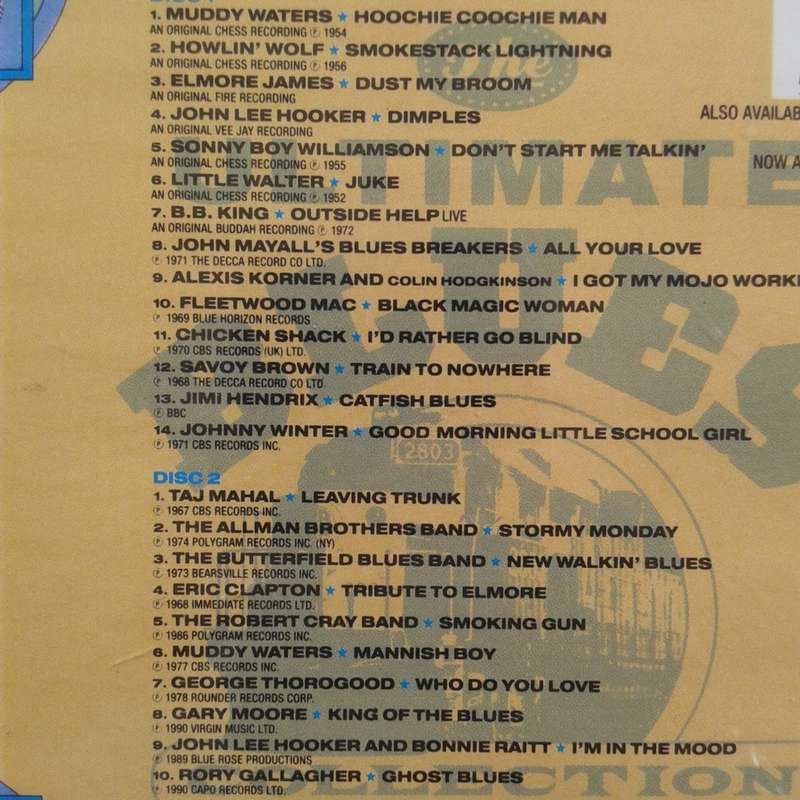 DISC 1
1. MUDDY WATERS ★ HOOCHIE COOCHIE MAN
AN ORIGINAL CHESS RECORDING ℗ 1954
2. HOWLIN' WOLF ★ SMOKESTACK LIGHTNING
AN ORIGINAL CHESS RECORDING ℗ 1956
3. ELMORE JAMES ★ DUST MY BROOM
AN ORIGINAL FIRE RECORDING
4. JOHN LEE HOOKER ★ DIMPLES
AN ORIGINAL VEE JAY RECORDING
5. SONNY BOY WILLIAMSON ★ DON'T START ME TALKIN'
AN ORIGINAL CHESS RECORDING ℗ 1955
6. LITTLE WALTER ★ JUKE
AN ORIGINAL CHESS RECORDING ℗ 1952
7. B.B. KING ★ OUTSIDE HELP LIVE
AN ORIGINAL BUDDAH RECORDING ℗ 1972
8. JOHN MAYALL'S BLUES BREAKERS ★ ALL YOUR LOVE
℗ 1971 THE DECCA RECORD CO LTD.
9. ALEXIS KORNER AND COLIN HODGKINSON ★ I GOT MY MOJO WORKI
10. FLEETWOOD MAC ★ BLACK MAGIC WOMAN
℗ 1969 BLUE HORIZON RECORDS
11. CHICKEN SHACK ★ I'D RATHER GO BLIND
℗ 1970 CBS RECORDS (UK) LTD.
12. SAVOY BROWN ★ TRAIN TO NOWHERE
℗ 1968 THE DECCA RECORD CO LTD
13. JIMI HENDRIX ★ CATFISH BLUES
℗ BBC
14. JOHNNY WINTER ★ GOOD MORNING LITTLE SCHOOL GIRL
℗ 1971 CBS RECORDS INC.
DISC 2
1. TAJ MAHAL ★ LEAVING TRUNK
℗ 1967 CBS RECORDS INC.
2. THE ALLMAN BROTHERS BAND ★ STORMY MONDAY
℗ 1974 POLYGRAM RECORDS INC. (NY)
3. THE BUTTERFIELD BLUES BAND ★ NEW WALKIN' BLUES
℗ 1973 BEARSVILLE RECORDS INC.
4. ERIC CLAPTON ★ TRIBUTE TO ELMORE
℗ 1968 IMMEDIATE RECORDS LTD.
5. THE ROBERT CRAY BAND ★ SMOKING GUN
℗ 1986 POLYGRAM RECORDS INC.
6. MUDDY WATERS ★ MANNISH BOY
℗ 1977 CBS RECORDS INC.
7. GEORGE THOROGOOD ★ WHO DO YOU LOVE
℗ 1978 ROUNDER RECORDS CORP.
8. GARY MOORE ★ KING OF THE BLUES
℗ 1990 VIRGIN MUSIC LTD.
9. JOHN LEE HOOKER AND BONNIE RAITT ★ I'M IN THE MOOD
℗ 1989 BLUE ROSE PRODUCTIONS
10. RORY GALLAGHER ★ GHOST BLUES
℗ 1990 CAPO RECORDS LTD.
ALSO AVAILAB
NOW A
The
TIMATE
BLUES
2803
OLLECTION